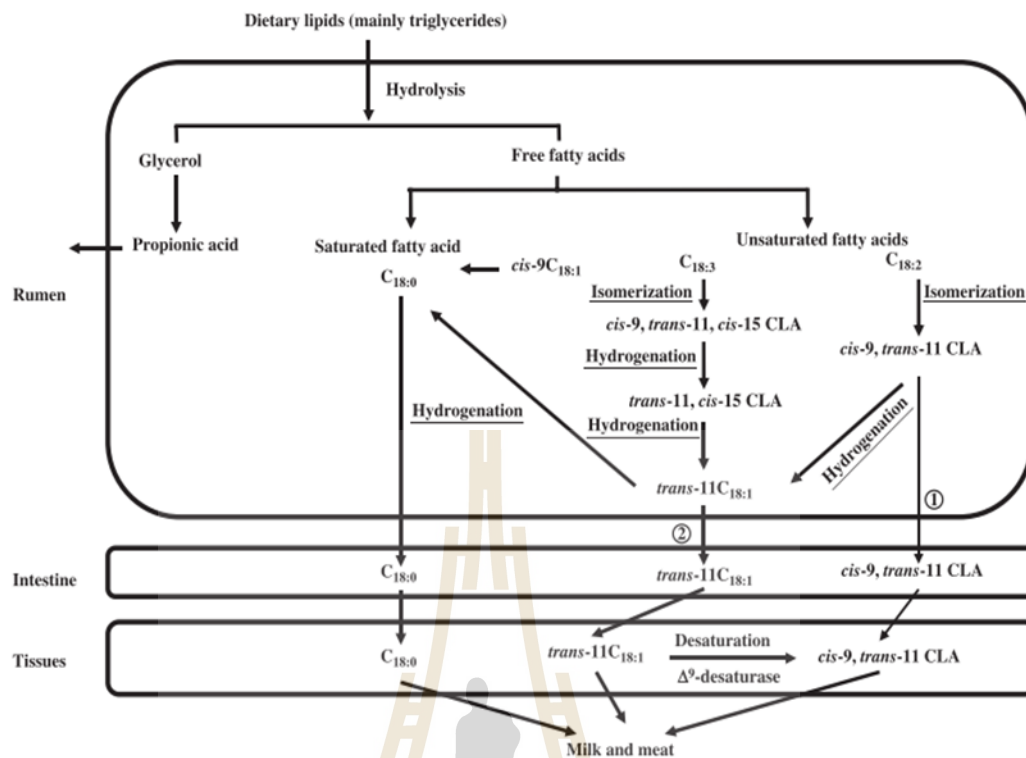 Dietary lipids (mainly triglycerides)
Hydrolysis
Glycerol
Free fatty acids
Propionic acid
Saturated fatty acid
Unsaturated fatty acids
C18:0
cis-9C18:1
C18:3
C18:2
Rumen
Isomerization
Isomerization
cis-9, trans-11, cis-15 CLA
cis-9, trans-11 CLA
Hydrogenation
trans-11, cis-15 CLA
Hydrogenation
Hydrogenation
Hydrogenation
trans-11C18:1
①
②
Intestine
C18:0
trans-11C18:1
cis-9, trans-11 CLA
Tissues
C18:0
trans-11C18:1
Desaturation
Δ9-desaturase
cis-9, trans-11 CLA
Milk and meat